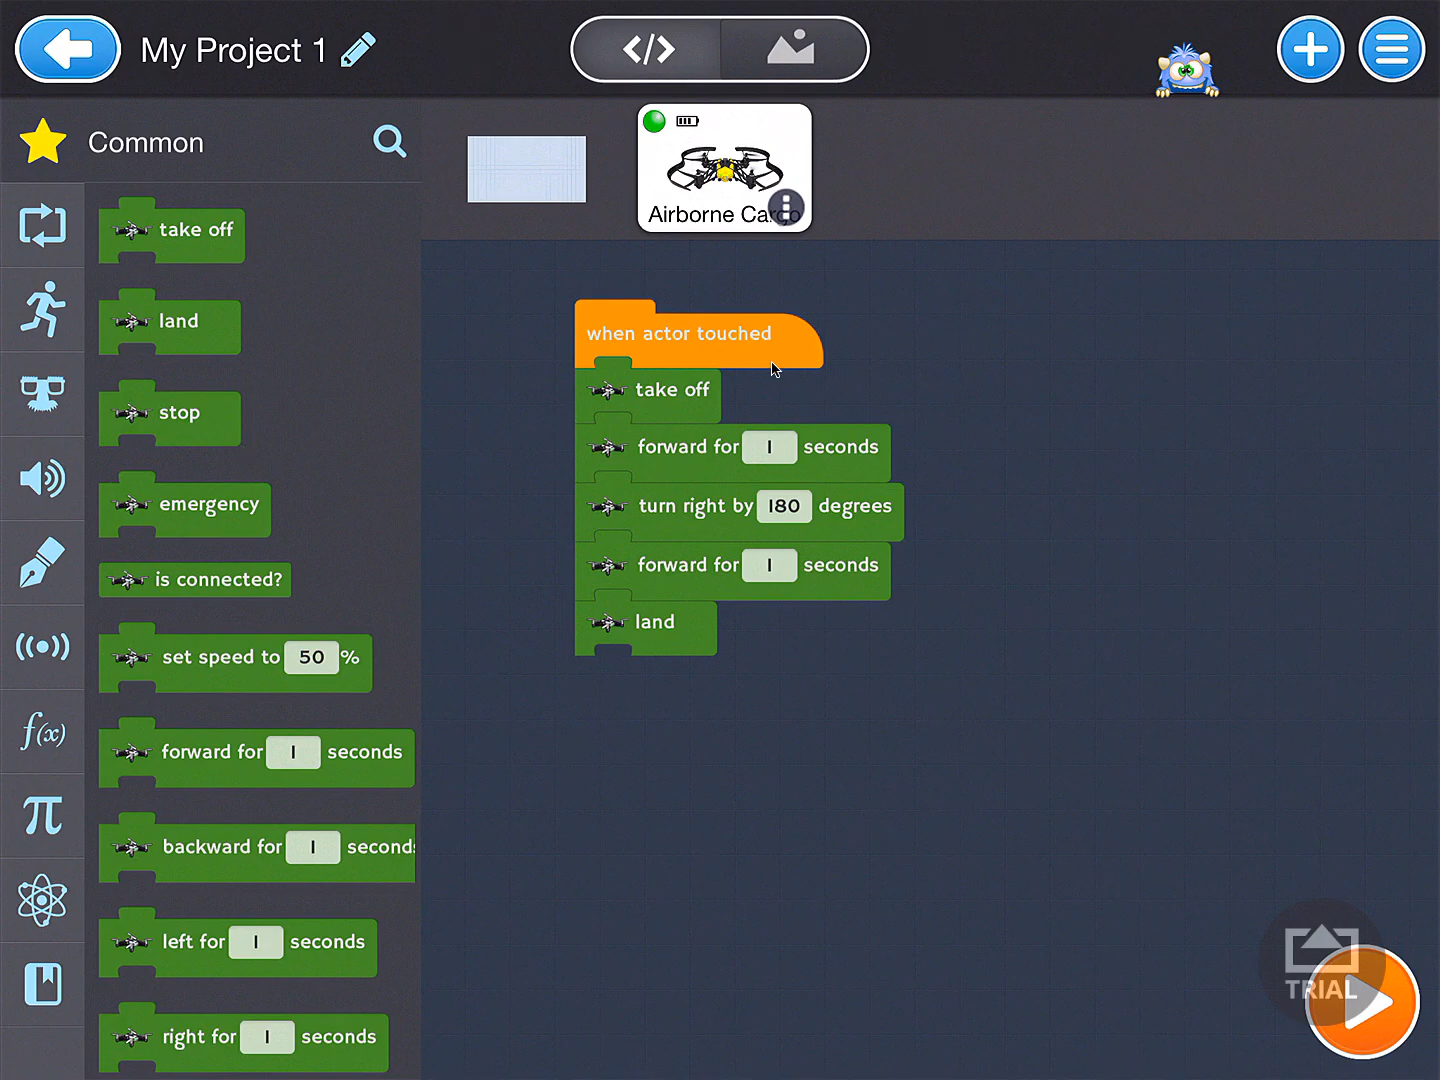 My Project 1
Common
Airborne Cargo
take off
land
stop
emergency
is connected?
set speed to 50 %
forward for 1 seconds
backward for 1 second
left for 1 seconds
right for 1 seconds
f(x)
π
when actor touched
take off
forward for 1 seconds
turn right by 180 degrees
forward for 1 seconds
land
TRIAL